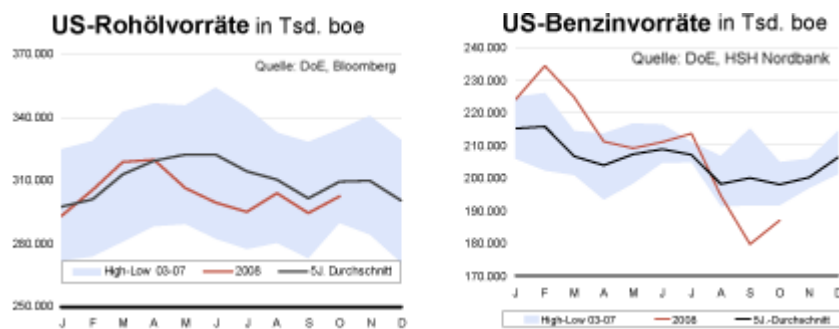 US-Rohölvorräte in Tsd. boe
370.000
Quelle: DoE, Bloomberg
340.000
310.000
280.000
High-Low 03-07 2008 5J. Durchschnitt
250.000
J F M A M J J A S O N D
US-Benzinvorräte in Tsd. boe
240.000
Quelle: DoE, HSH Nordbank
230.000
220.000
210.000
200.000
190.000
180.000
170.000
J F M A M J J A S O N D
High-Low 03-07 2008 5J.-Durchschnitt